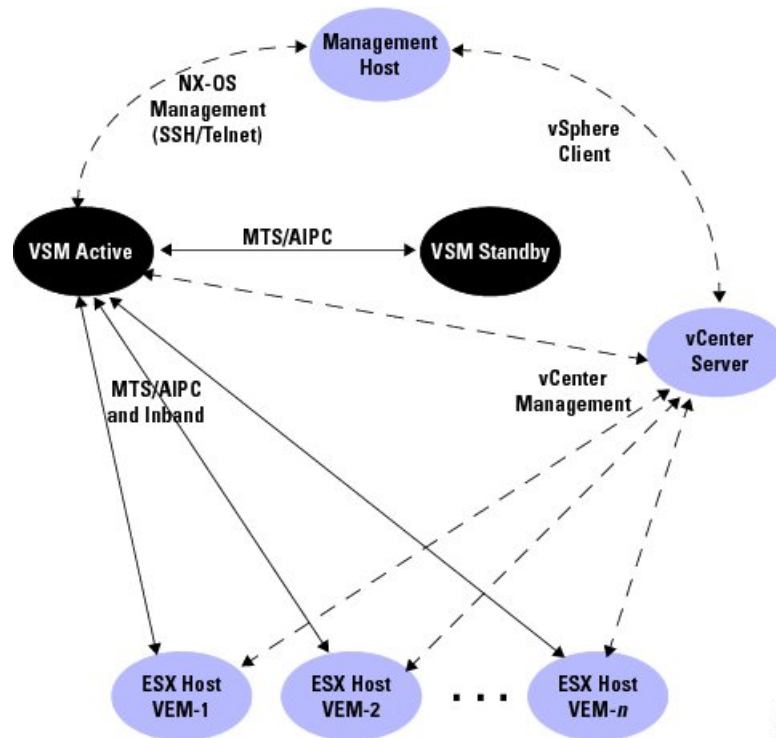 Management
Host
NX-OS
Management
(SSH/Telnet)
vSphere
Client
VSM Active
MTS/AIPC
VSM Standby
vCenter
Server
MTS/AIPC
and Inband
vCenter
Management
ESX Host
VEM-1
ESX Host
VEM-2
. . .
ESX Host
VEM-n